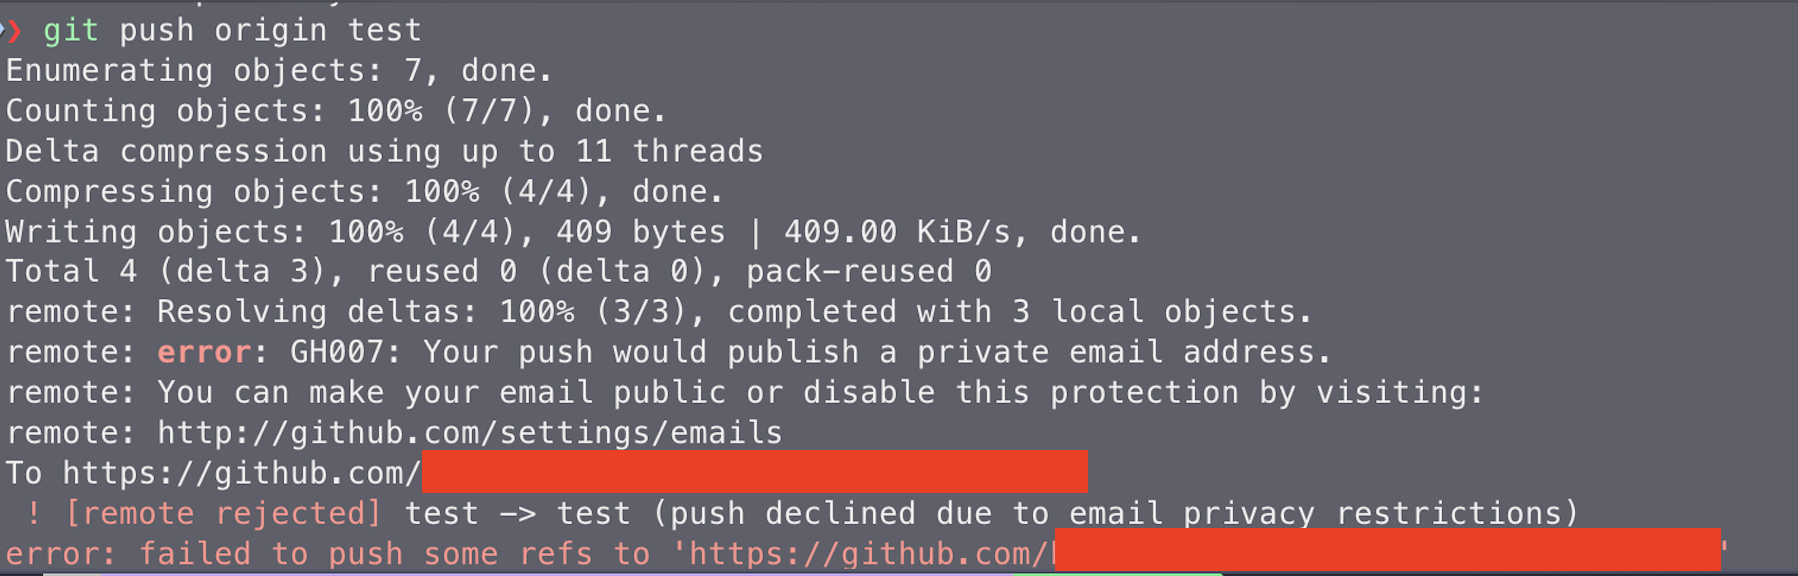 ❯ git push origin test
Enumerating objects: 7, done.
Counting objects: 100% (7/7), done.
Delta compression using up to 11 threads
Compressing objects: 100% (4/4), done.
Writing objects: 100% (4/4), 409 bytes | 409.00 KiB/s, done.
Total 4 (delta 3), reused 0 (delta 0), pack-reused 0
remote: Resolving deltas: 100% (3/3), completed with 3 local objects.
remote: error: GH007: Your push would publish a private email address.
remote: You can make your email public or disable this protection by visiting:
remote: http://github.com/settings/emails
To https://github.com/
 ! [remote rejected] test -> test (push declined due to email privacy restrictions)
error: failed to push some refs to 'https://github.com/ '